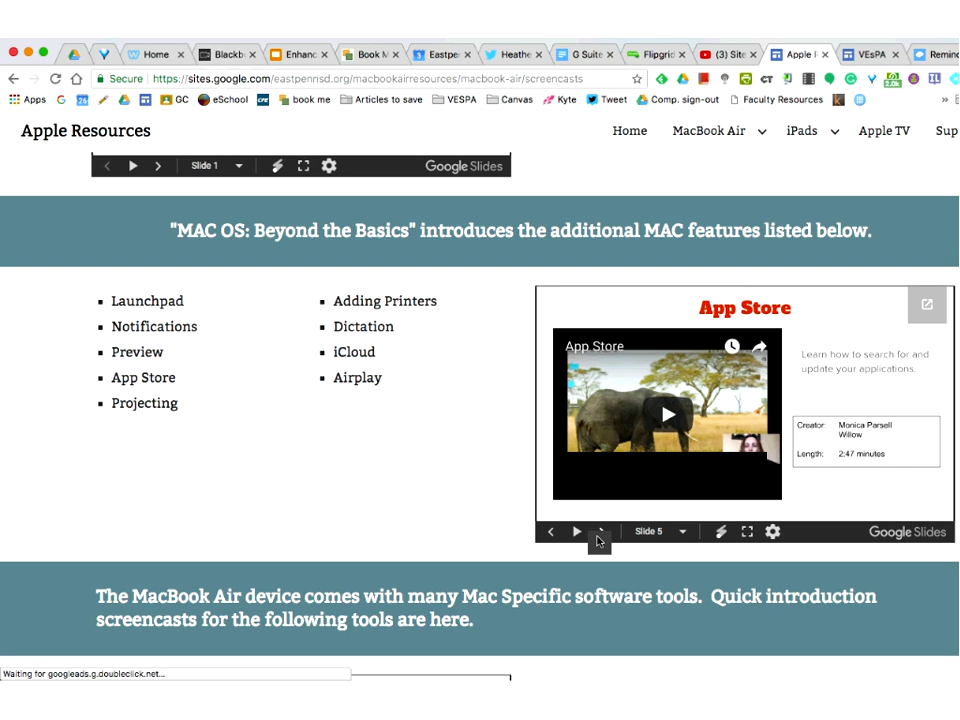 Home
Blackb
Enhanc
Book M
Eastper
Heathe
G Suite
Flipgrid
(3) Site
Apple F
VEsPA
Remind
Secure
https://sites.google.com/eastpennsd.org/macbookairresources/macbook-air/screencasts
Apps
GC
eSchool
book me
Articles to save
VESPA
Canvas
Kyte
Tweet
Comp. sign-out
Faculty Resources
Apple Resources
Home
MacBook Air
iPads
Apple TV
Sup
Slide 1
Google Slides
"MAC OS: Beyond the Basics" introduces the additional MAC features listed below.
Launchpad
Notifications
Preview
App Store
Projecting
Adding Printers
Dictation
iCloud
Airplay
App Store
App Store
Learn how to search for and
update your applications.
Creator: Monica Parsell
Willow
Length: 2:47 minutes
Slide 5
Google Slides
The MacBook Air device comes with many Mac Specific software tools. Quick introduction
screencasts for the following tools are here.
Waiting for googleads.g.doubleclick.net...